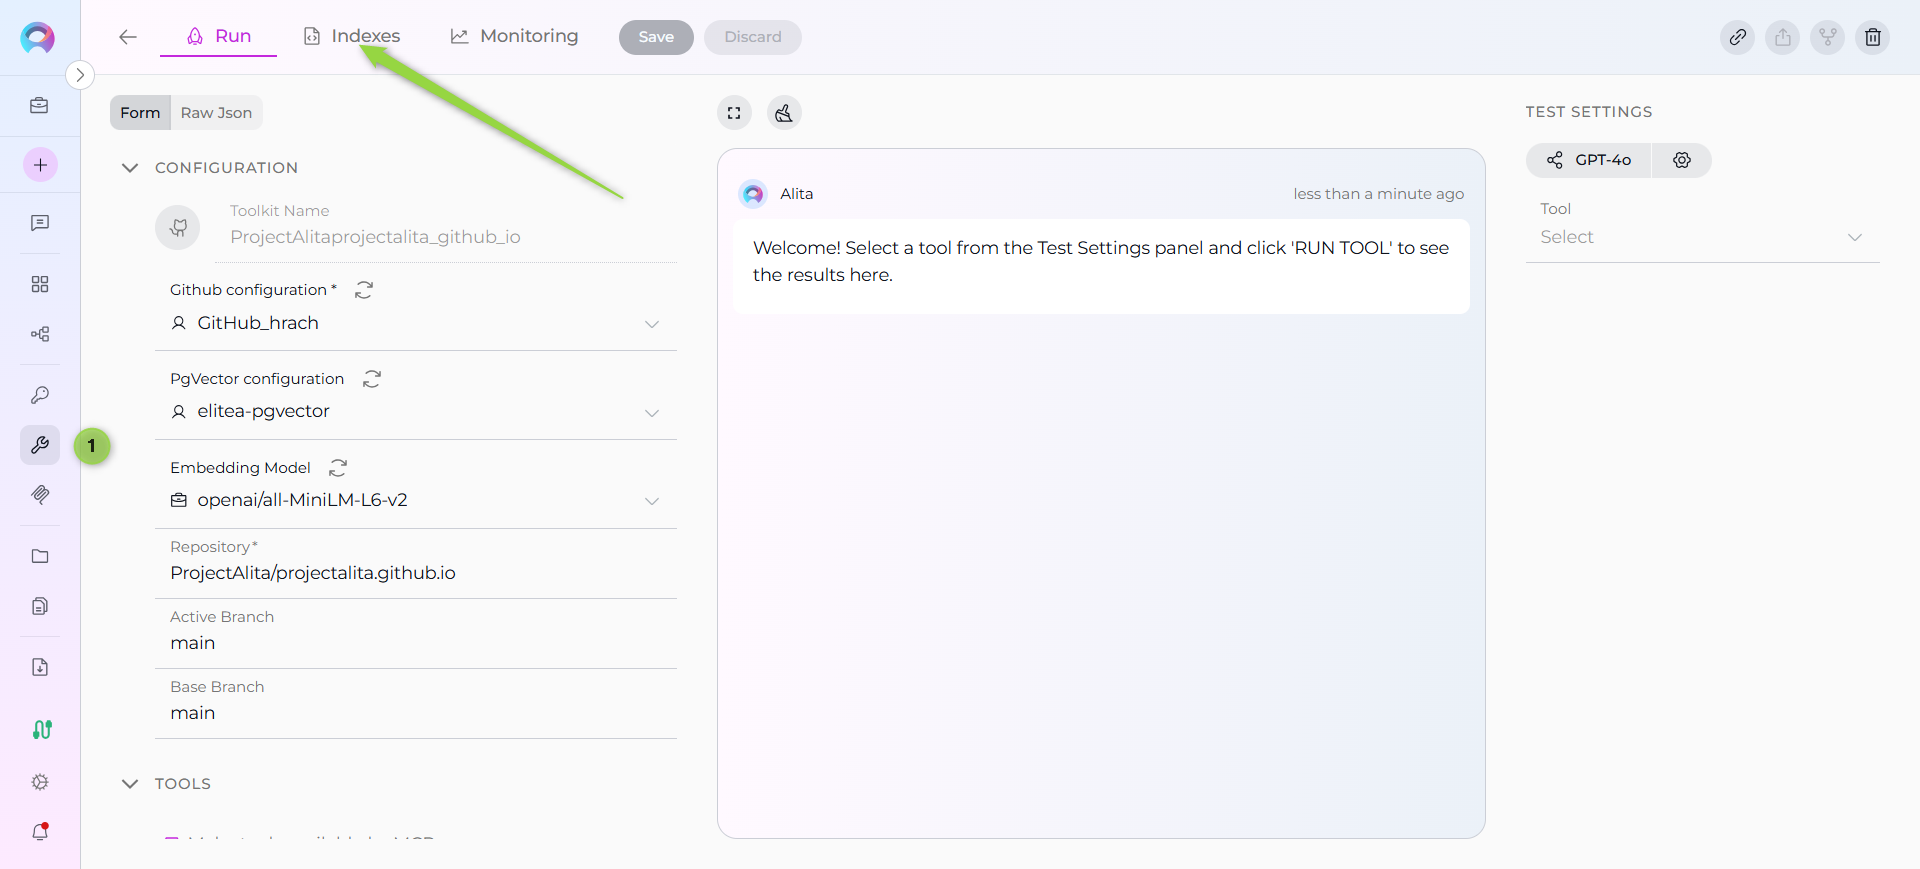 Run
Indexes
Monitoring
Save
Discard
Form
Raw Json
CONFIGURATION
Toolkit Name
ProjectAlitaprojectalita_github_io
Github configuration *
GitHub_hrach
PgVector configuration
elitea-pgvector
1
Embedding Model
openai/all-MiniLM-L6-v2
Repository*
ProjectAlita/projectalita.github.io
Active Branch
main
Base Branch
main
TOOLS
Alita
less than a minute ago
Welcome! Select a tool from the Test Settings panel and click 'RUN TOOL' to see
the results here.
TEST SETTINGS
GPT-4o
Tool
Select